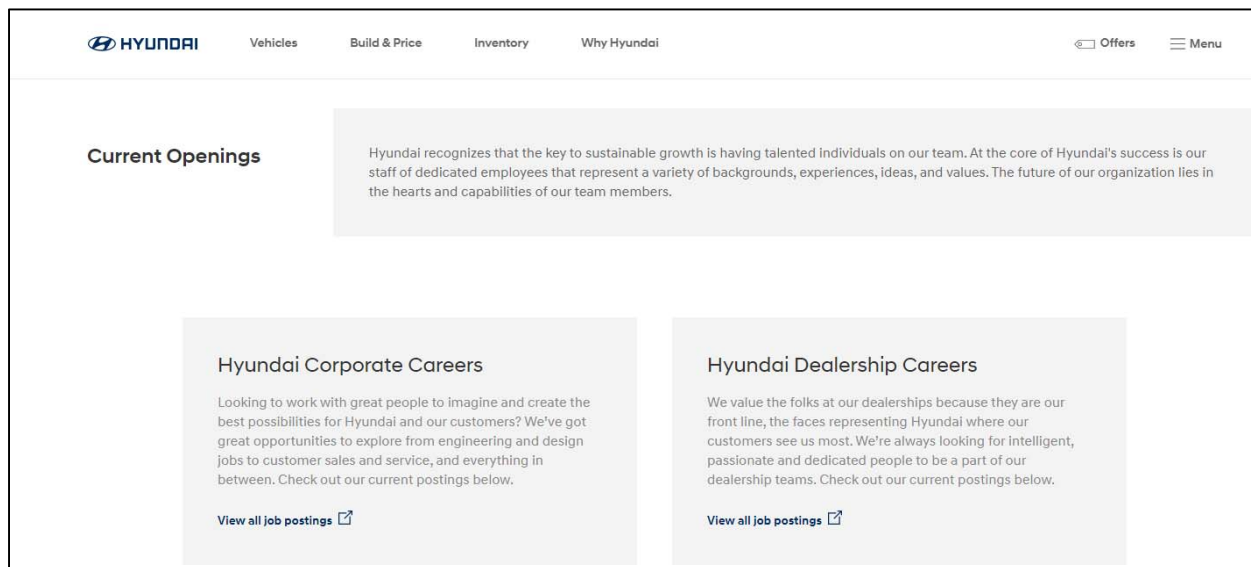 HYUNDAI Vehicles Build & Price Inventory Why Hyundai Offers Menu
Current Openings
Hyundai recognizes that the key to sustainable growth is having talented individuals on our team. At the core of Hyundai's success is our
staff of dedicated employees that represent a variety of backgrounds, experiences, ideas, and values. The future of our organization lies in
the hearts and capabilities of our team members.
Hyundai Corporate Careers
Looking to work with great people to imagine and create the
best possibilities for Hyundai and our customers? We've got
great opportunities to explore from engineering and design
jobs to customer sales and service, and everything in
between. Check out our current postings below.
View all job postings
Hyundai Dealership Careers
We value the folks at our dealerships because they are our
front line, the faces representing Hyundai where our
customers see us most. We're always looking for intelligent,
passionate and dedicated people to be a part of our
dealership teams. Check out our current postings below.
View all job postings